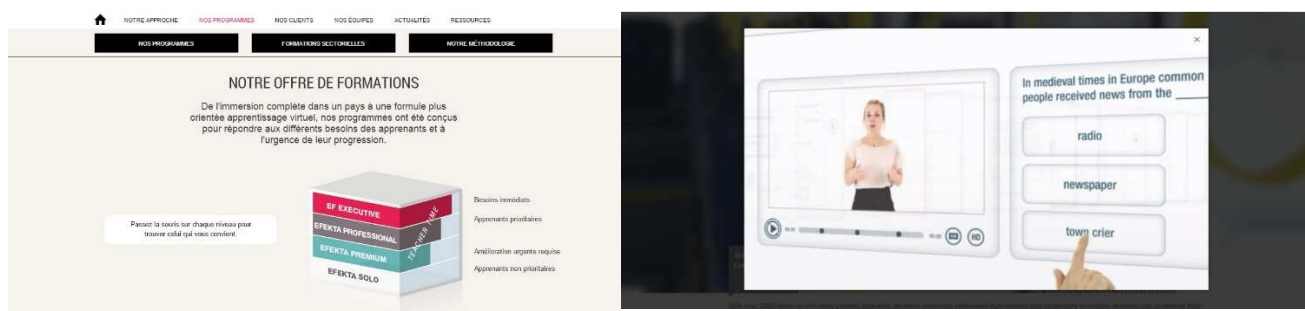 NOTRE APPROCHE NOS PROGRAMMES NOS CLIENTS NOS ÉQUIPES ACTUALITÉS RESSOURCES
NOS PROGRAMMES FORMATIONS SECTORIELLES NOTRE MÉTHODOLOGIE
NOTRE OFFRE DE FORMATIONS
De l'immersion complète dans un pays à une formule plus
orientée apprentissage virtuel, nos programmes ont été conçus
pour répondre aux différents besoins des apprenants et à
l'urgence de leur progression.
Passez la souris sur chaque niveau pour
trouver celui qui vous convient
EF EXECUTIVE
EFEKTA PROFESSIONAL
EFEKTA PREMIUM
EFEKTA SOLO
TEACHER TIME
Besoins immédiats
Apprenants prioritaires
Amélioration urgente requise
Apprenants non prioritaires
×
In medieval times in Europe common
people received news from the ____
radio
newspaper
town crier
HD